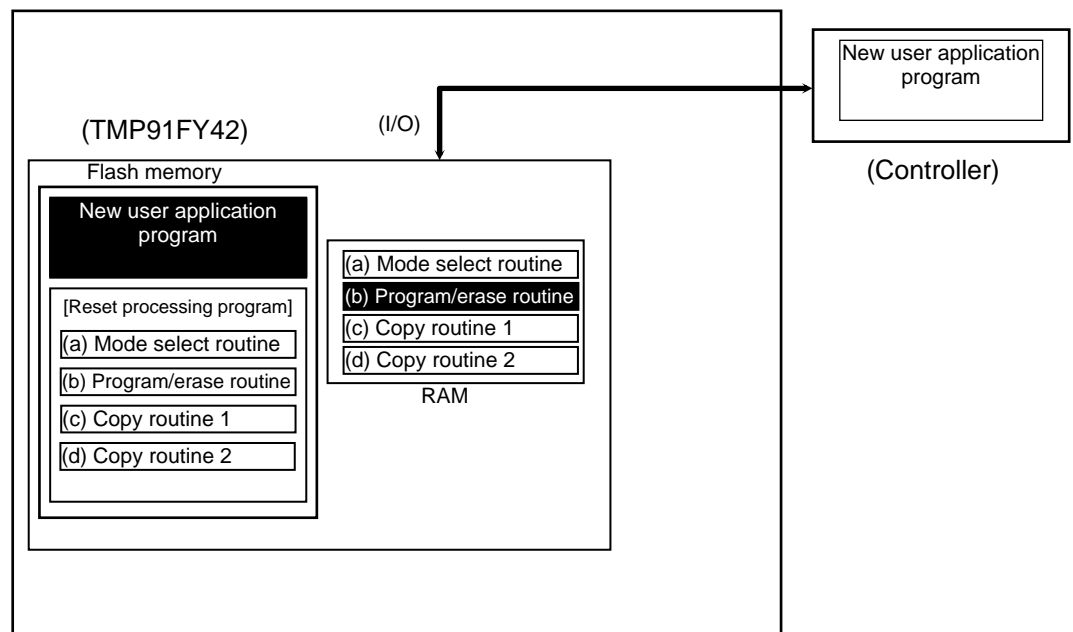 New user application
program
(Controller)
(TMP91FY42)
(I/O)
Flash memory
New user application
program
[Reset processing program]
(a) Mode select routine
(b) Program/erase routine
(c) Copy routine 1
(d) Copy routine 2
(a) Mode select routine
(b) Program/erase routine
(c) Copy routine 1
(d) Copy routine 2
RAM